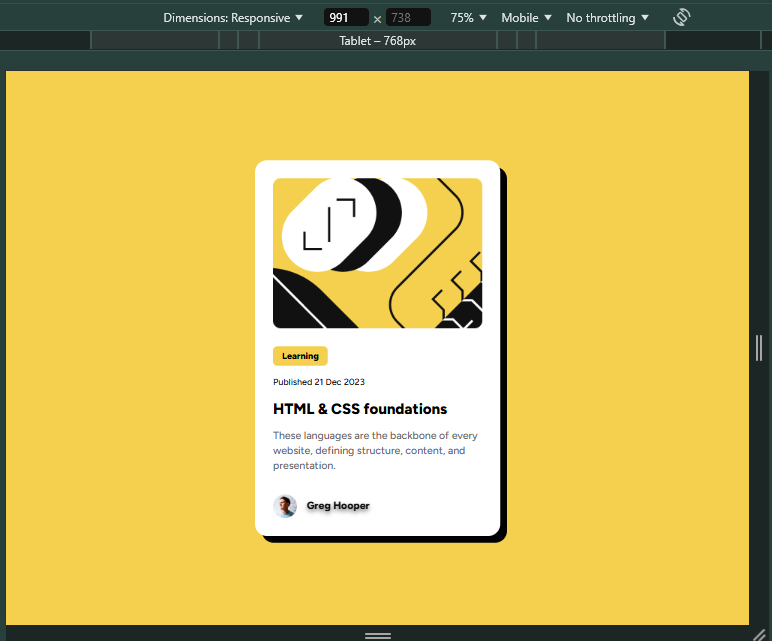 Dimensions: Responsive 991 × 738 75% Mobile No throttling
Tablet – 768px
Learning
Published 21 Dec 2023
HTML & CSS foundations
These languages are the backbone of every
website, defining structure, content, and
presentation.
Greg Hooper